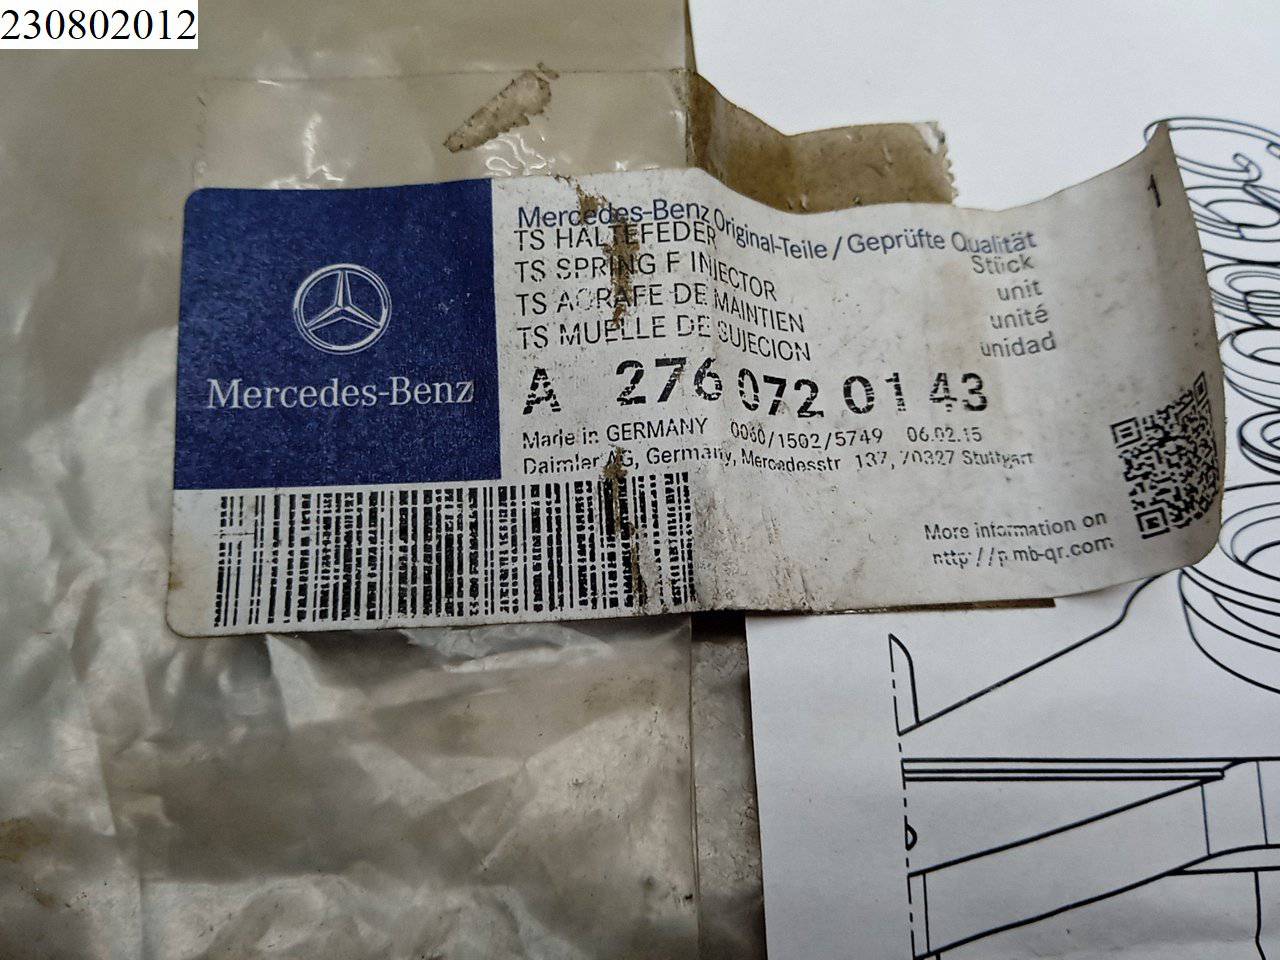 230802012
Mercedes-Benz
Mercedes-Benz Original-Teile / Geprüfte Qualität
1
TS HALTEFEDER
Stück
TS SPRING F INJECTOR
unit
TS AGRAFE DE MAINTIEN
unité
TS MUELLE DE SUJECION
unidad
A 276 072 01 43
Made in GERMANY 0060/1502/5749 06.02.15
Daimler AG, Germany, Mercedesstr 137, 70327 Stuttgart
More information on
http://p.mb-qr.com